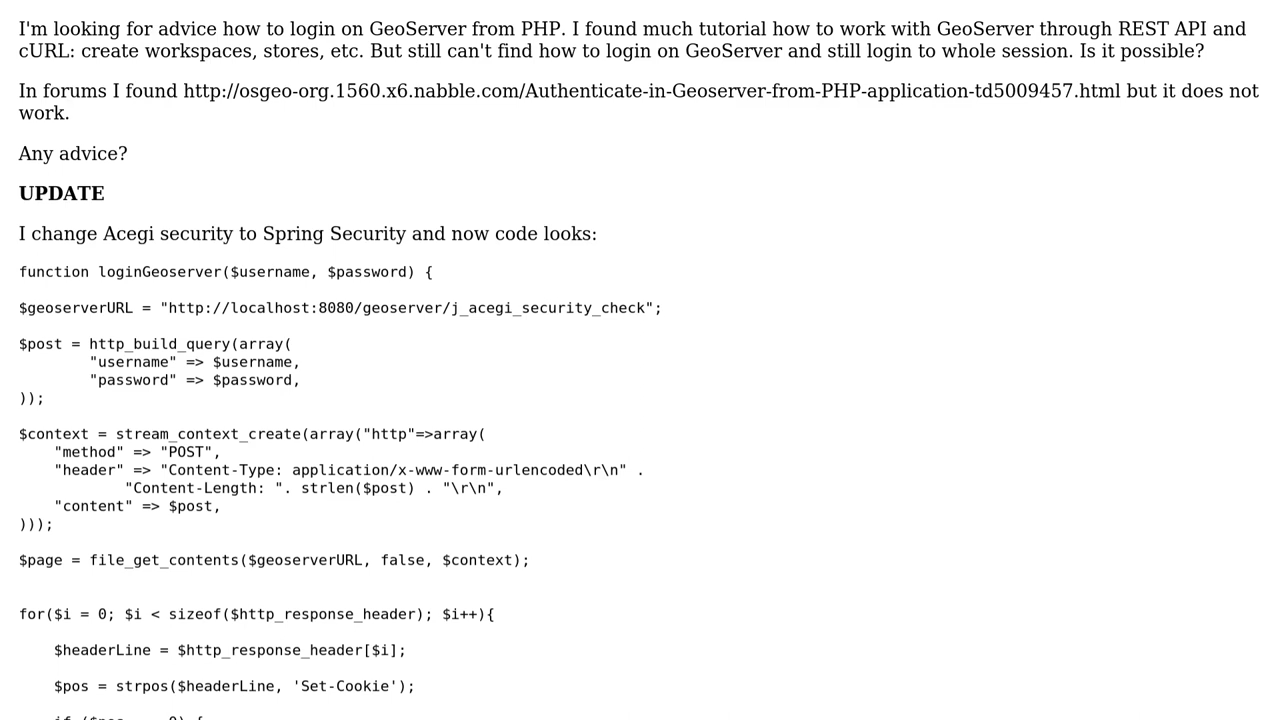 I'm looking for advice how to login on GeoServer from PHP. I found much tutorial how to work with GeoServer through REST API and
cURL: create workspaces, stores, etc. But still can't find how to login on GeoServer and still login to whole session. Is it possible?
In forums I found http://osgeo-org.1560.x6.nabble.com/Authenticate-in-Geoserver-from-PHP-application-td5009457.html but it does not
work.
Any advice?
UPDATE
I change Acegi security to Spring Security and now code looks:
function loginGeoserver($username, $password) {
$geoserverURL = "http://localhost:8080/geoserver/j_acegi_security_check";
$post = http_build_query(array(
"username" => $username,
"password" => $password,
));
$context = stream_context_create(array("http"=>array(
"method" => "POST",
"header" => "Content-Type: application/x-www-form-urlencoded\r\n" .
"Content-Length: ". strlen($post) . "\r\n",
"content" => $post,
)));
$page = file_get_contents($geoserverURL, false, $context);
for($i = 0; $i < sizeof($http_response_header); $i++){
$headerLine = $http_response_header[$i];
$pos = strpos($headerLine, 'Set-Cookie');